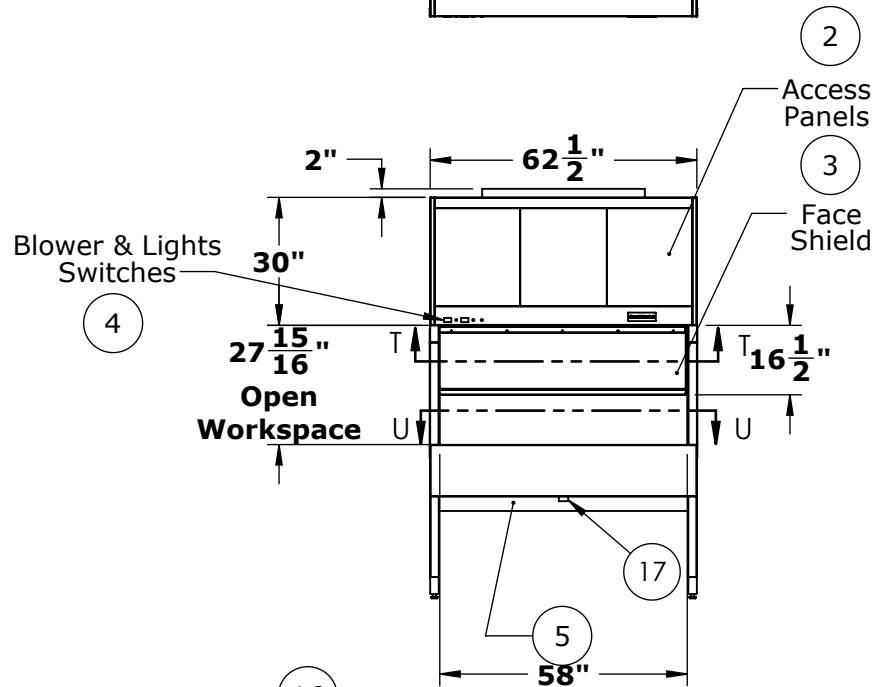 2
Access
Panels
2"
62 1/2"
3
Face
Shield
Blower & Lights
Switches
30"
4
27 15/16"
T
T
16 1/2"
Open
Workspace
U
U
17
5
58"